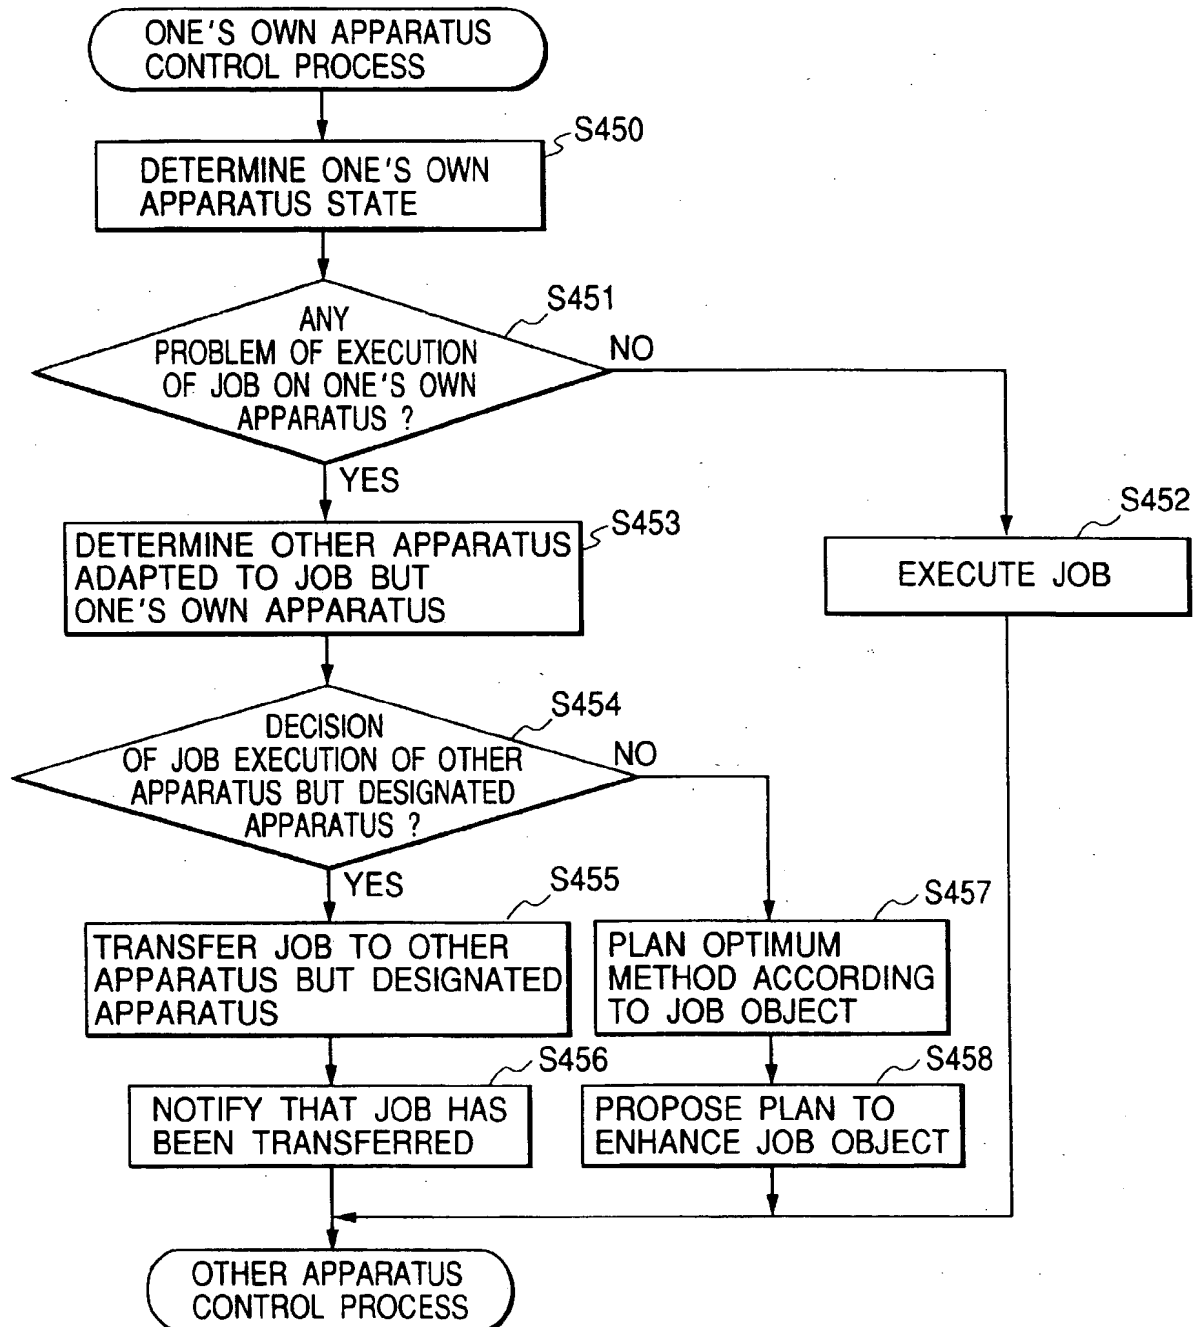 ONE'S OWN APPARATUS
CONTROL PROCESS
S450
DETERMINE ONE'S OWN
APPARATUS STATE
S451
ANY
PROBLEM OF EXECUTION
OF JOB ON ONE'S OWN
APPARATUS ?
NO
YES
S452
EXECUTE JOB
S453
DETERMINE OTHER APPARATUS
ADAPTED TO JOB BUT
ONE'S OWN APPARATUS
S454
DECISION
OF JOB EXECUTION OF OTHER
APPARATUS BUT DESIGNATED
APPARATUS ?
NO
YES
S455
TRANSFER JOB TO OTHER
APPARATUS BUT DESIGNATED
APPARATUS
S457
PLAN OPTIMUM
METHOD ACCORDING
TO JOB OBJECT
S456
NOTIFY THAT JOB HAS
BEEN TRANSFERRED
S458
PROPOSE PLAN TO
ENHANCE JOB OBJECT
OTHER APPARATUS
CONTROL PROCESS